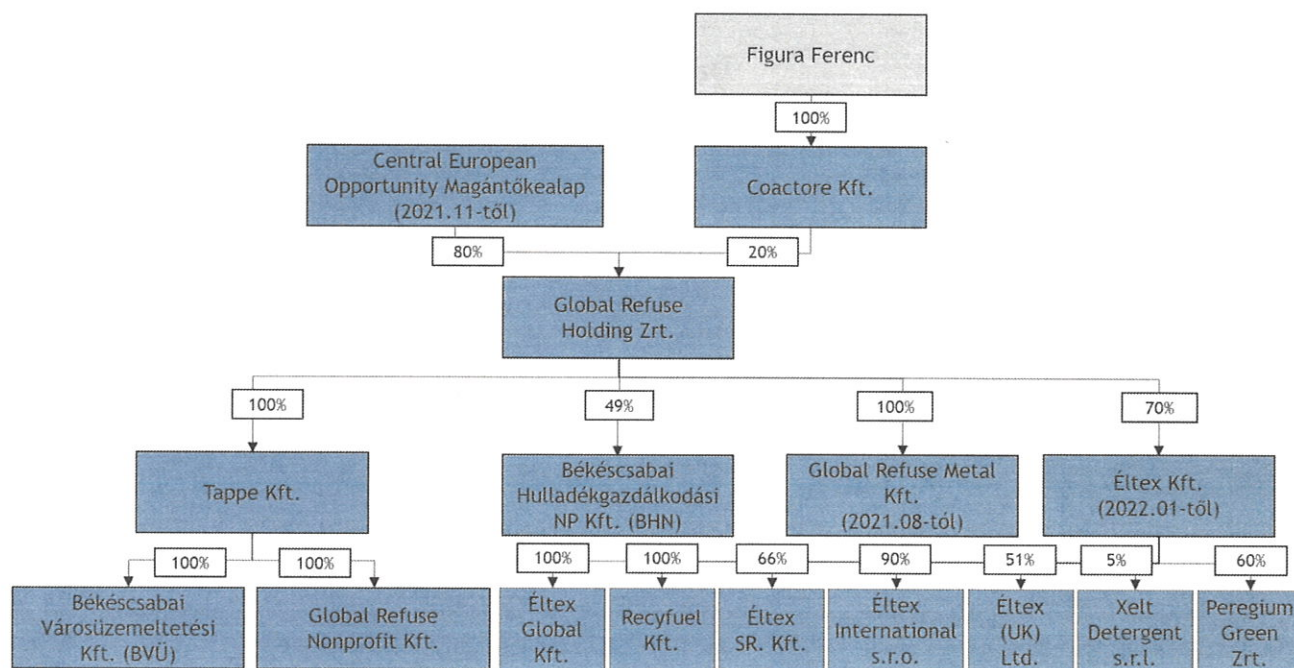 Figura Ferenc
100%
Central European
Opportunity Magántőkealap
(2021.11-től)
Coactore Kft.
80%
20%
Global Refuse
Holding Zrt.
100%
49%
100%
70%
Tappe Kft.
Békéscsabai
Hulladékgazdálkodási
NP Kft. (BHN)
Global Refuse Metal
Kft.
(2021.08-tól)
Éltex Kft.
(2022.01-től)
100%
100%
100%
100%
66%
90%
51%
5%
60%
Békéscsabai
Városüzemeltetési
Kft. (BVÜ)
Global Refuse
Nonprofit Kft.
Éltex
Global
Kft.
Recyfuel
Kft.
Éltex
SR. Kft.
Éltex
International
s.r.o.
Éltex
(UK)
Ltd.
Xelt
Detergent
s.r.l.
Peregium
Green
Zrt.